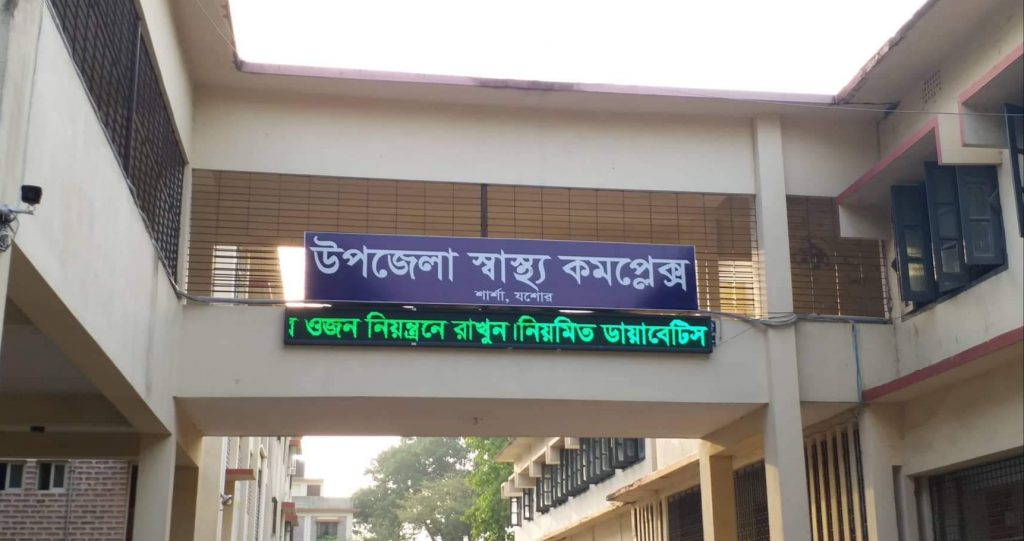 উপজেলা স্বাস্থ্য কমপ্লেক্স
শার্শা, যশোর
ওজন নিয়ন্ত্রনে রাখুন।নিয়মিত ডায়াবেটিস